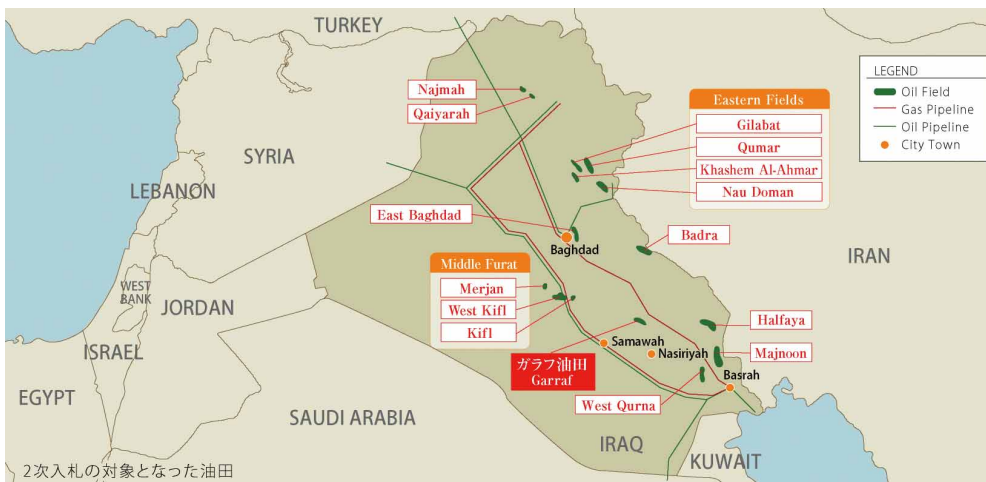 TURKEY
LEGEND
Oil Field
Gas Pipeline
Oil Pipeline
City Town
Najmah
Qaiyarah
Eastern Fields
Gilabat
Qumar
Khashem Al-Ahmar
Nau Doman
SYRIA
LEBANON
East Baghdad
Baghdad
Badra
IRAN
Middle Furat
Merjan
West Kifl
Kifl
WEST
BANK
JORDAN
Halfaya
Samawah
Nasiriyah
Majnoon
ISRAEL
ガラフ油田
Garraf
Basrah
EGYPT
West Qurna
SAUDI ARABIA
IRAQ
KUWAIT
2次入札の対象となった油田